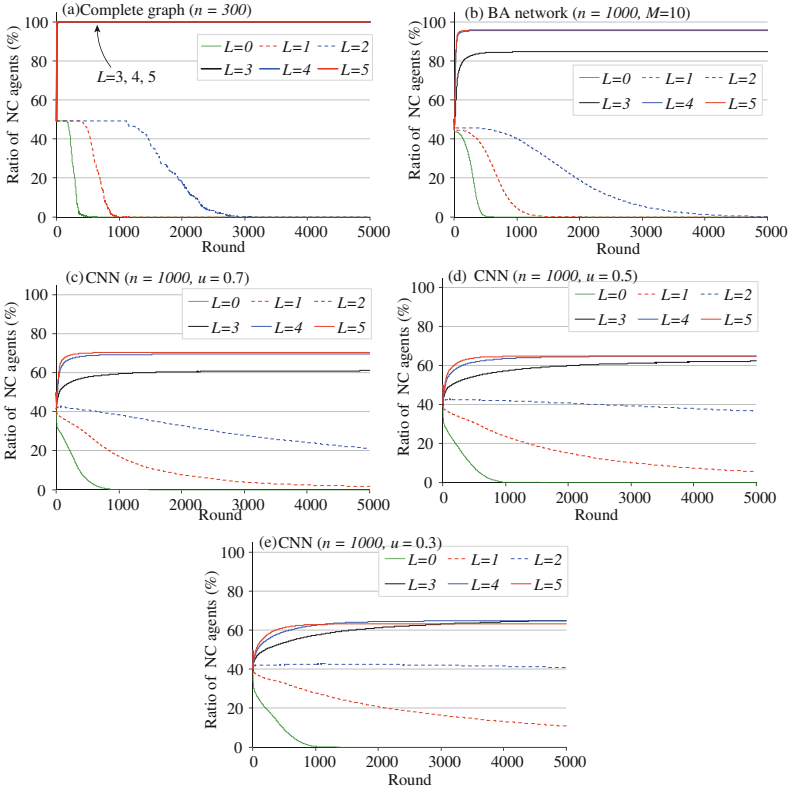 (a)Complete graph (n = 300)
100
80
60
40
20
0
Ratio of NC agents (%)
L=0 L=1 L=2
L=3 L=4 L=5
L=3, 4, 5
0 1000 2000 3000 4000 5000
Round
(b) BA network (n = 1000, M=10)
100
80
60
40
20
0
Ratio of NC agents (%)
L=0 L=1 L=2
L=3 L=4 L=5
0 1000 2000 3000 4000 5000
Round
(c) CNN (n = 1000, u = 0.7)
100
80
60
40
20
0
Ratio of NC agents (%)
L=0 L=1 L=2
L=3 L=4 L=5
0 1000 2000 3000 4000 5000
Round
(d) CNN (n = 1000, u = 0.5)
100
80
60
40
20
0
Ratio of NC agents (%)
L=0 L=1 L=2
L=3 L=4 L=5
0 1000 2000 3000 4000 5000
Round
(e)CNN (n = 1000, u = 0.3)
100
80
60
40
20
0
Ratio of NC agents (%)
L=0 L=1 L=2
L=3 L=4 L=5
0 1000 2000 3000 4000 5000
Round